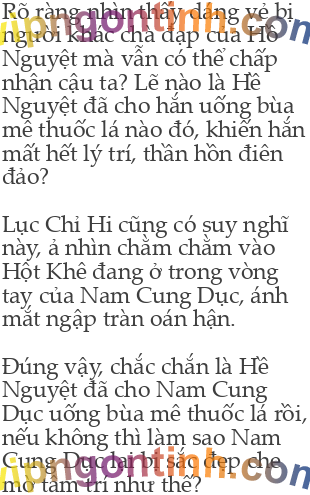 Rõ ràng nhìn thấy dáng vẻ bị
người khác chà đạp của Hề
Nguyệt mà vẫn có thể chấp
nhận cậu ta? Lẽ nào là Hề
Nguyệt đã cho hắn uống bùa
mê thuốc lá nào đó, khiến hắn
mất hết lý trí, thần hồn điên
đảo?
Lục Chỉ Hi cũng có suy nghĩ
này, ả nhìn chằm chằm vào
Hột Khê đang ở trong vòng
tay của Nam Cung Dục, ánh
mắt ngập tràn oán hận.
Đúng vậy, chắc chắn là Hề
Nguyệt đã cho Nam Cung
Dục uống bùa mê thuốc lá rồi,
nếu không thì làm sao Nam
Cung Dục lại bị sắc đẹp che
mờ tâm trí như thế?
vipngontinh.com
vipngontinh.com